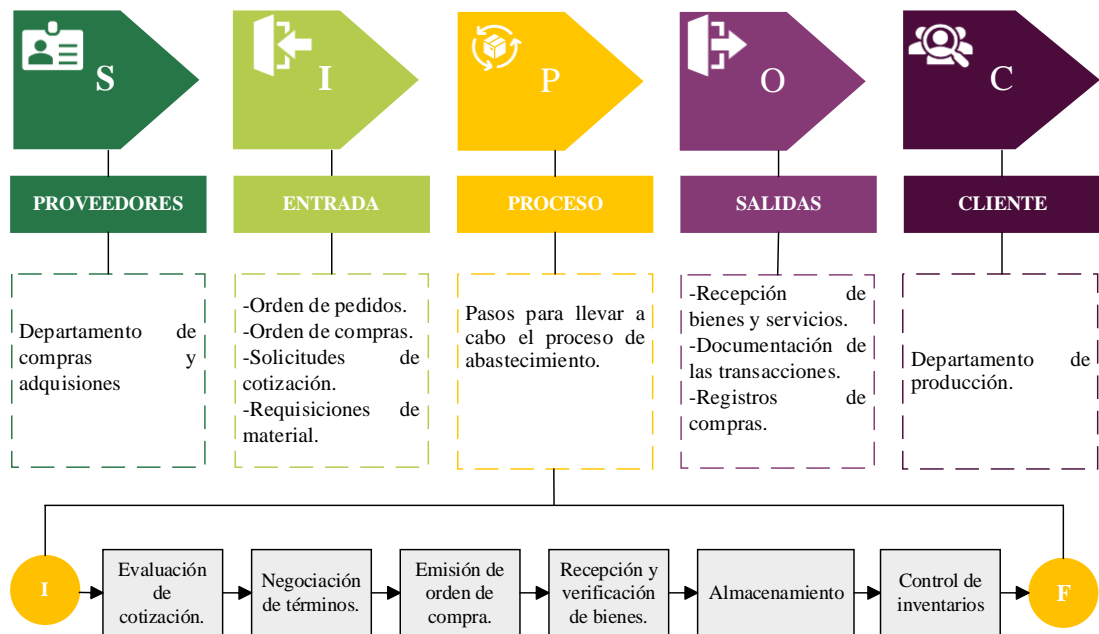 S
I
P
O
C
PROVEEDORES
ENTRADA
PROCESO
SALIDAS
CLIENTE
Departamento de
compras y
adquisiones
-Orden de pedidos.
-Orden de compras.
-Solicitudes de
cotización.
-Requisiciones de
material.
Pasos para llevar a
cabo el proceso de
abastecimiento.
-Recepción de
bienes y servicios.
-Documentación de
las transacciones.
-Registros de
compras.
Departamento de
producción.
I
Evaluación
de
cotización.
Negociación
de términos.
Emisión de
orden de
compra.
Recepción y
verificación
de bienes.
Almacenamiento
Control de
inventarios
F